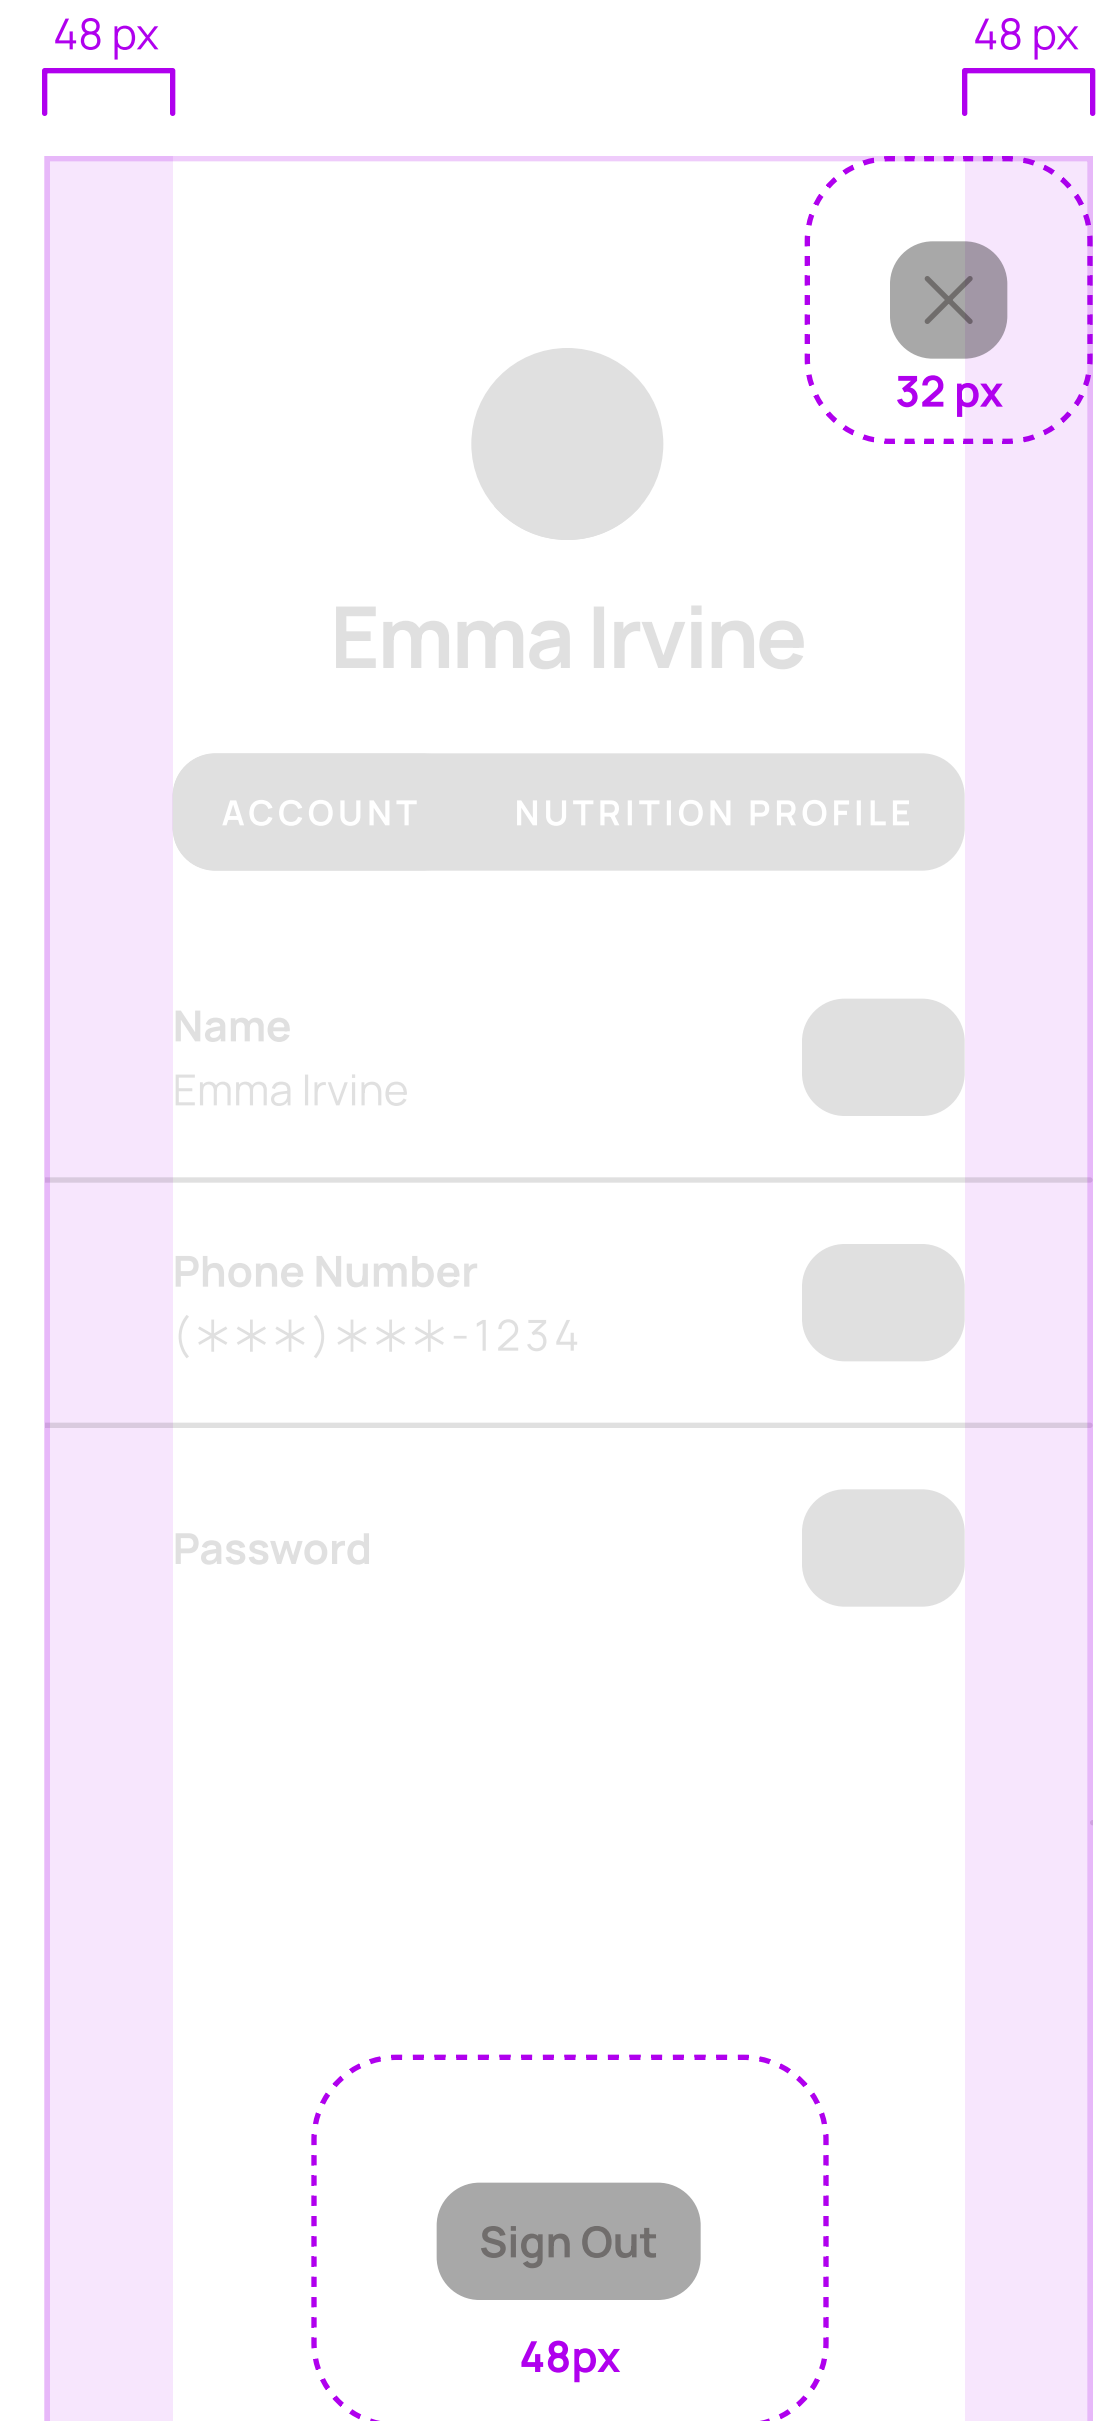 48 px 48 px
32 px
Emma Irvine
ACCOUNT NUTRITION PROFILE
Name
Emma Irvine
Phone Number
(***)***-1234
Password
Sign Out
48px